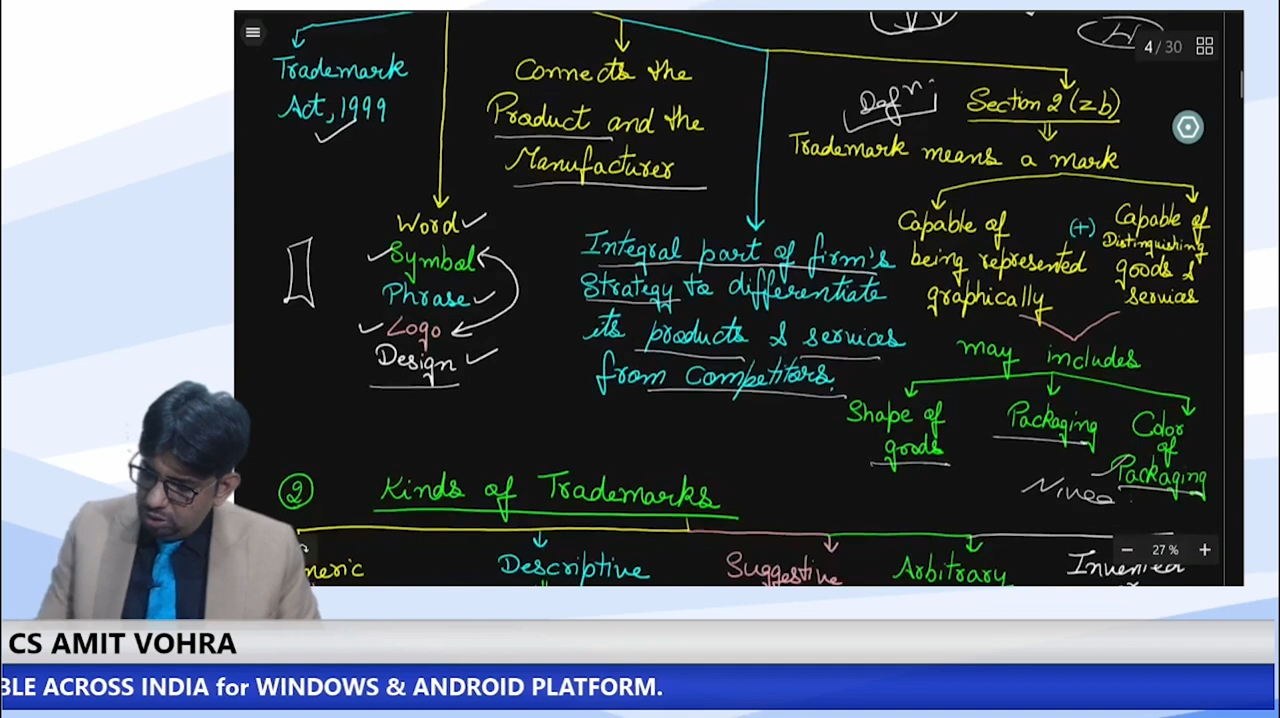 4 / 30
Trademark
Act, 1999
Connects the
Product and the
Manufacturer
Defn:
Section 2 (zb)
Trademark means a mark
Word
Symbol
Phrase
Logo
Design
Integral part of firm's
Strategy to differentiate
its products & services
from competitors.
Capable of
being represented
graphically
(+)
Capable of
Distinguishing
goods &
services
may includes
Shape of
goods
Packaging
Color
of
Packaging
Nivea
② Kinds of Trademarks
neric
Descriptive
Suggestive
Arbitrary
Invented
27 %
CS AMIT VOHRA
BLE ACROSS INDIA for WINDOWS & ANDROID PLATFORM.